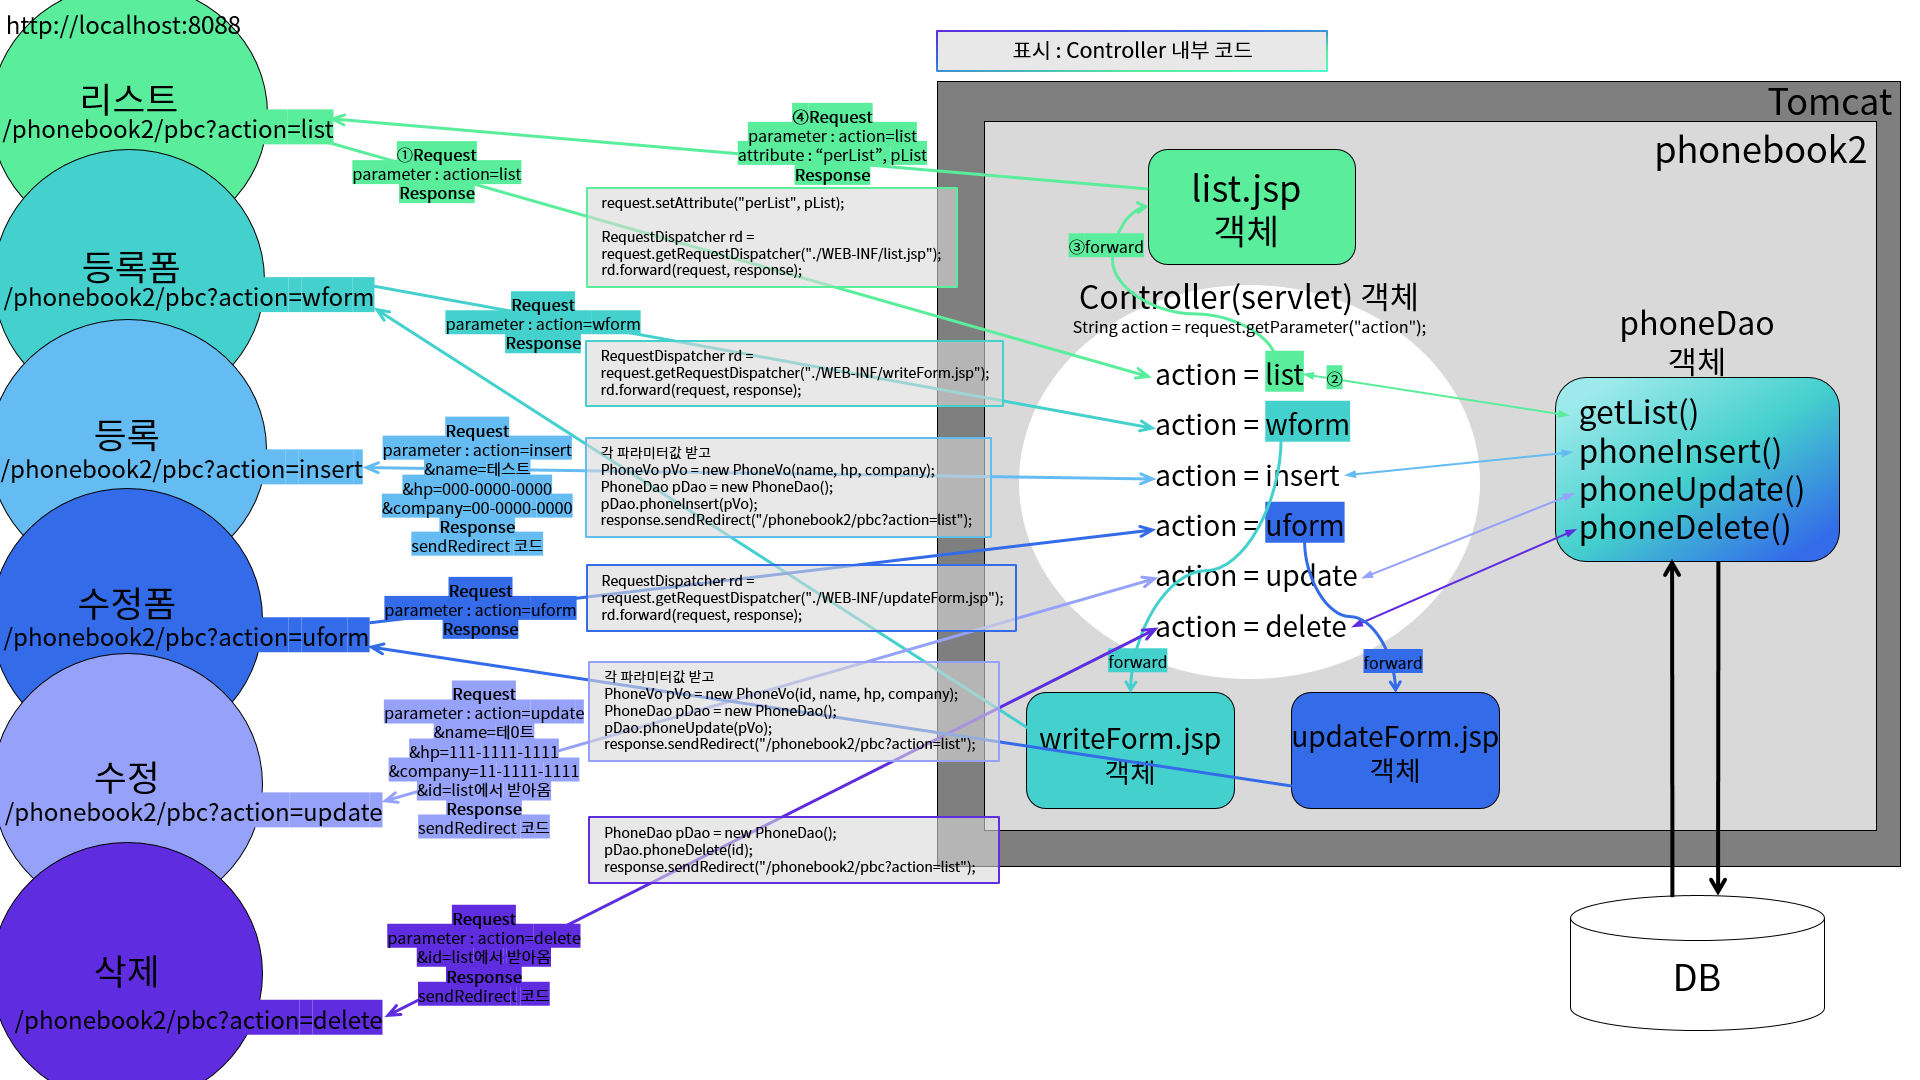 http://localhost:8088
리스트
/phonebook2/pbc?action=list
등록폼
/phonebook2/pbc?action=wform
등록
/phonebook2/pbc?action=insert
수정폼
/phonebook2/pbc?action=uform
수정
/phonebook2/pbc?action=update
삭제
/phonebook2/pbc?action=delete
①Request
parameter : action=list
Response
④Request
parameter : action=list
attribute : “perList”, pList
Response
Request
parameter : action=wform
Response
Request
parameter : action=insert
&name=테스트
&hp=000-0000-0000
&company=00-0000-0000
Response
sendRedirect 코드
Request
parameter : action=uform
Response
Request
parameter : action=update
&name=테0트
&hp=111-1111-1111
&company=11-1111-1111
&id=list에서 받아옴
Response
sendRedirect 코드
Request
parameter : action=delete
&id=list에서 받아옴
Response
sendRedirect 코드
request.setAttribute("perList", pList);
RequestDispatcher rd =
request.getRequestDispatcher("./WEB-INF/list.jsp");
rd.forward(request, response);
RequestDispatcher rd =
request.getRequestDispatcher("./WEB-INF/writeForm.jsp");
rd.forward(request, response);
각 파라미터값 받고
PhoneVo pVo = new PhoneVo(name, hp, company);
PhoneDao pDao = new PhoneDao();
pDao.phoneInsert(pVo);
response.sendRedirect("/phonebook2/pbc?action=list");
RequestDispatcher rd =
request.getRequestDispatcher("./WEB-INF/updateForm.jsp");
rd.forward(request, response);
각 파라미터값 받고
PhoneVo pVo = new PhoneVo(id, name, hp, company);
PhoneDao pDao = new PhoneDao();
pDao.phoneUpdate(pVo);
response.sendRedirect("/phonebook2/pbc?action=list");
PhoneDao pDao = new PhoneDao();
pDao.phoneDelete(id);
response.sendRedirect("/phonebook2/pbc?action=list");
표시 : Controller 내부 코드
Tomcat
phonebook2
list.jsp
객체
③forward
Controller(servlet) 객체
String action = request.getParameter("action");
action = list
②
action = wform
action = insert
action = uform
action = update
action = delete
forward
forward
writeForm.jsp
객체
updateForm.jsp
객체
phoneDao
객체
getList()
phoneInsert()
phoneUpdate()
phoneDelete()
DB